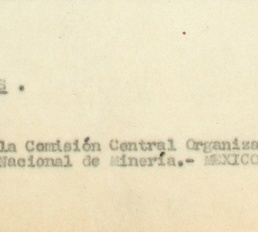 s .
la Comisión Central Organiza
Nacional de Minería.- MEXICO